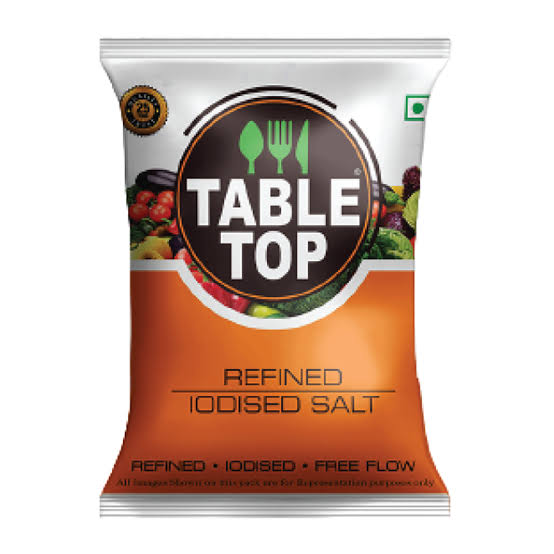 25
TABLE
TOP
®
REFINED
IODISED SALT
REFINED • IODISED • FREE FLOW
All Images Shown on this pack are for Representation purposes only